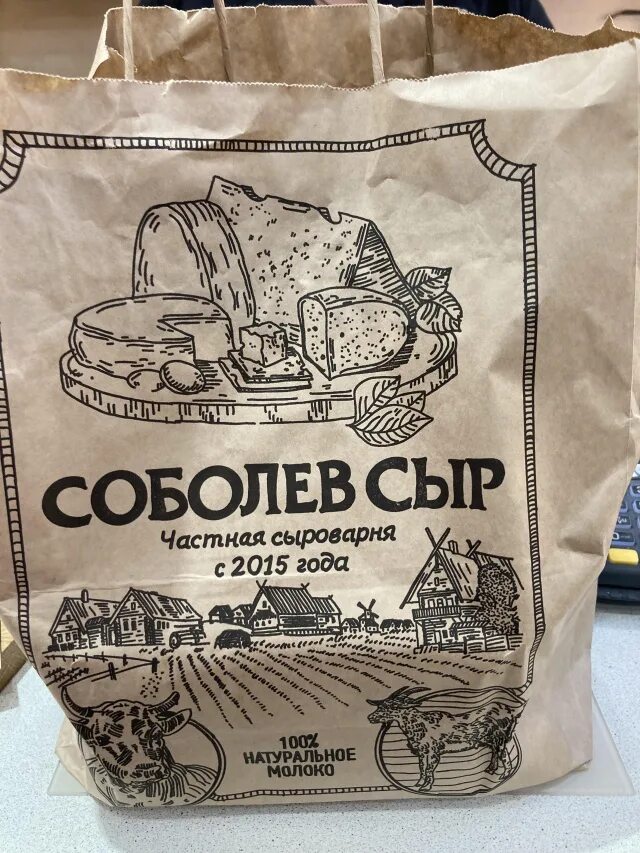 СОБОЛЕВ СЫР
Частная сыроварня
с 2015 года
100%
НАТУРАЛЬНОЕ
МОЛОКО